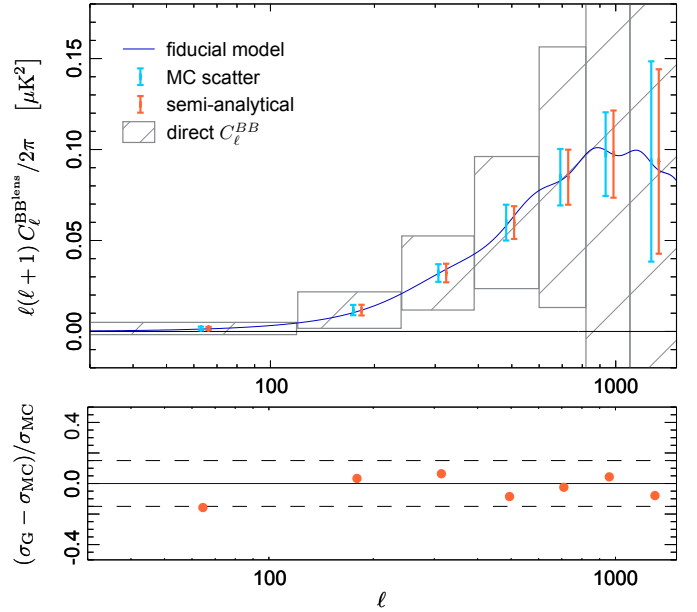 ℓ(ℓ + 1) C_ℓ^{BB^{lens}}/2π [μK²]
0.15
0.10
0.05
0.00
fiducial model
MC scatter
semi-analytical
direct C_ℓ^{BB}
100
1000
(σ_G − σ_MC)/σ_MC
0.4
0.0
-0.4
100
1000
ℓ